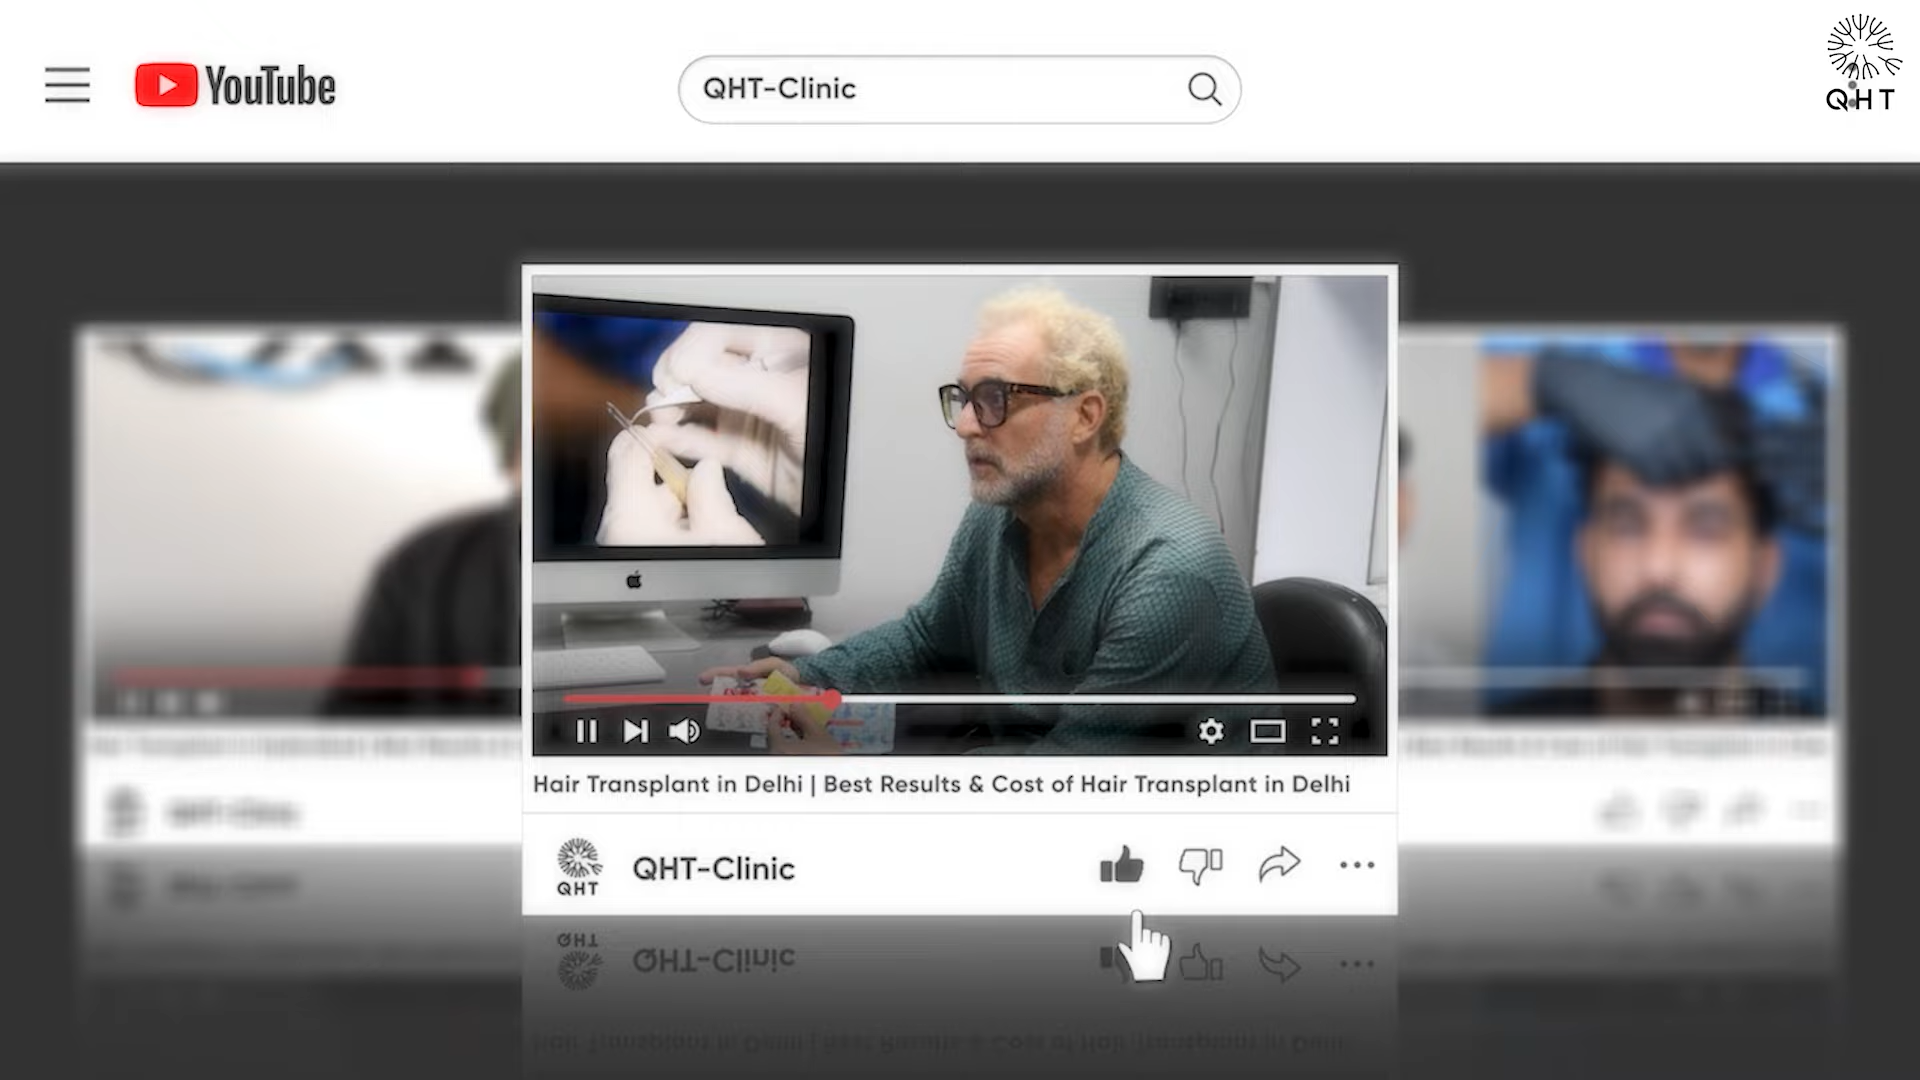 YouTube
QHT-Clinic
QHT
Hair Transplant in Delhi | Best Results & Cost of Hair Transplant in Delhi
QHT
QHT-Clinic